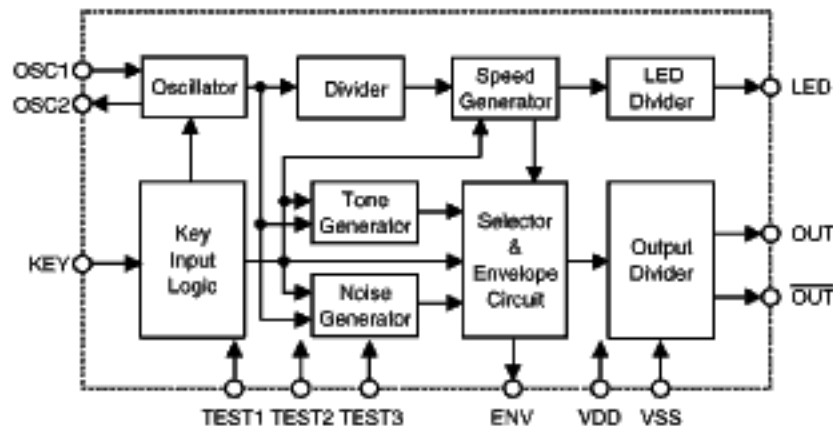 OSC1
OSC2
Oscillator
Divider
Speed
Generator
LED
Divider
LED
KEY
Key
Input
Logic
Tone
Generator
Noise
Generator
Selector
&
Envelope
Circuit
Output
Divider
OUT
OUT
TEST1
TEST2
TEST3
ENV
VDD
VSS